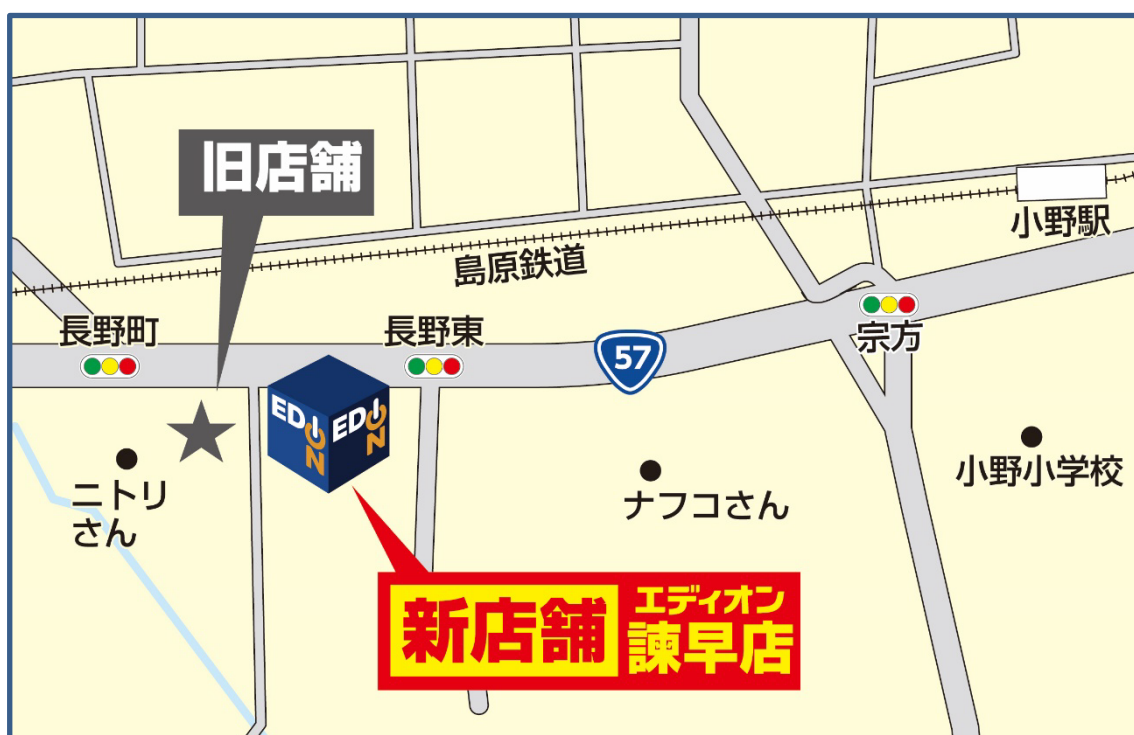 旧店舗
小野駅
島原鉄道
長野町
長野東
57
宗方
EDION
EDION
ニトリ
さん
ナフコさん
小野小学校
新店舗
エディオン
諫早店